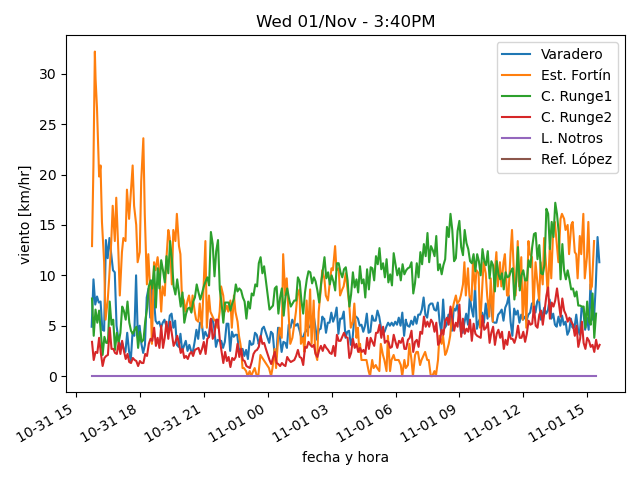 Wed 01/Nov - 3:40PM
viento [km/hr]
30
25
20
15
10
5
0
Varadero
Est. Fortín
C. Runge1
C. Runge2
L. Notros
Ref. López
10-31 15
10-31 18
10-31 21
11-01 00
11-01 03
11-01 06
11-01 09
11-01 12
11-01 15
fecha y hora